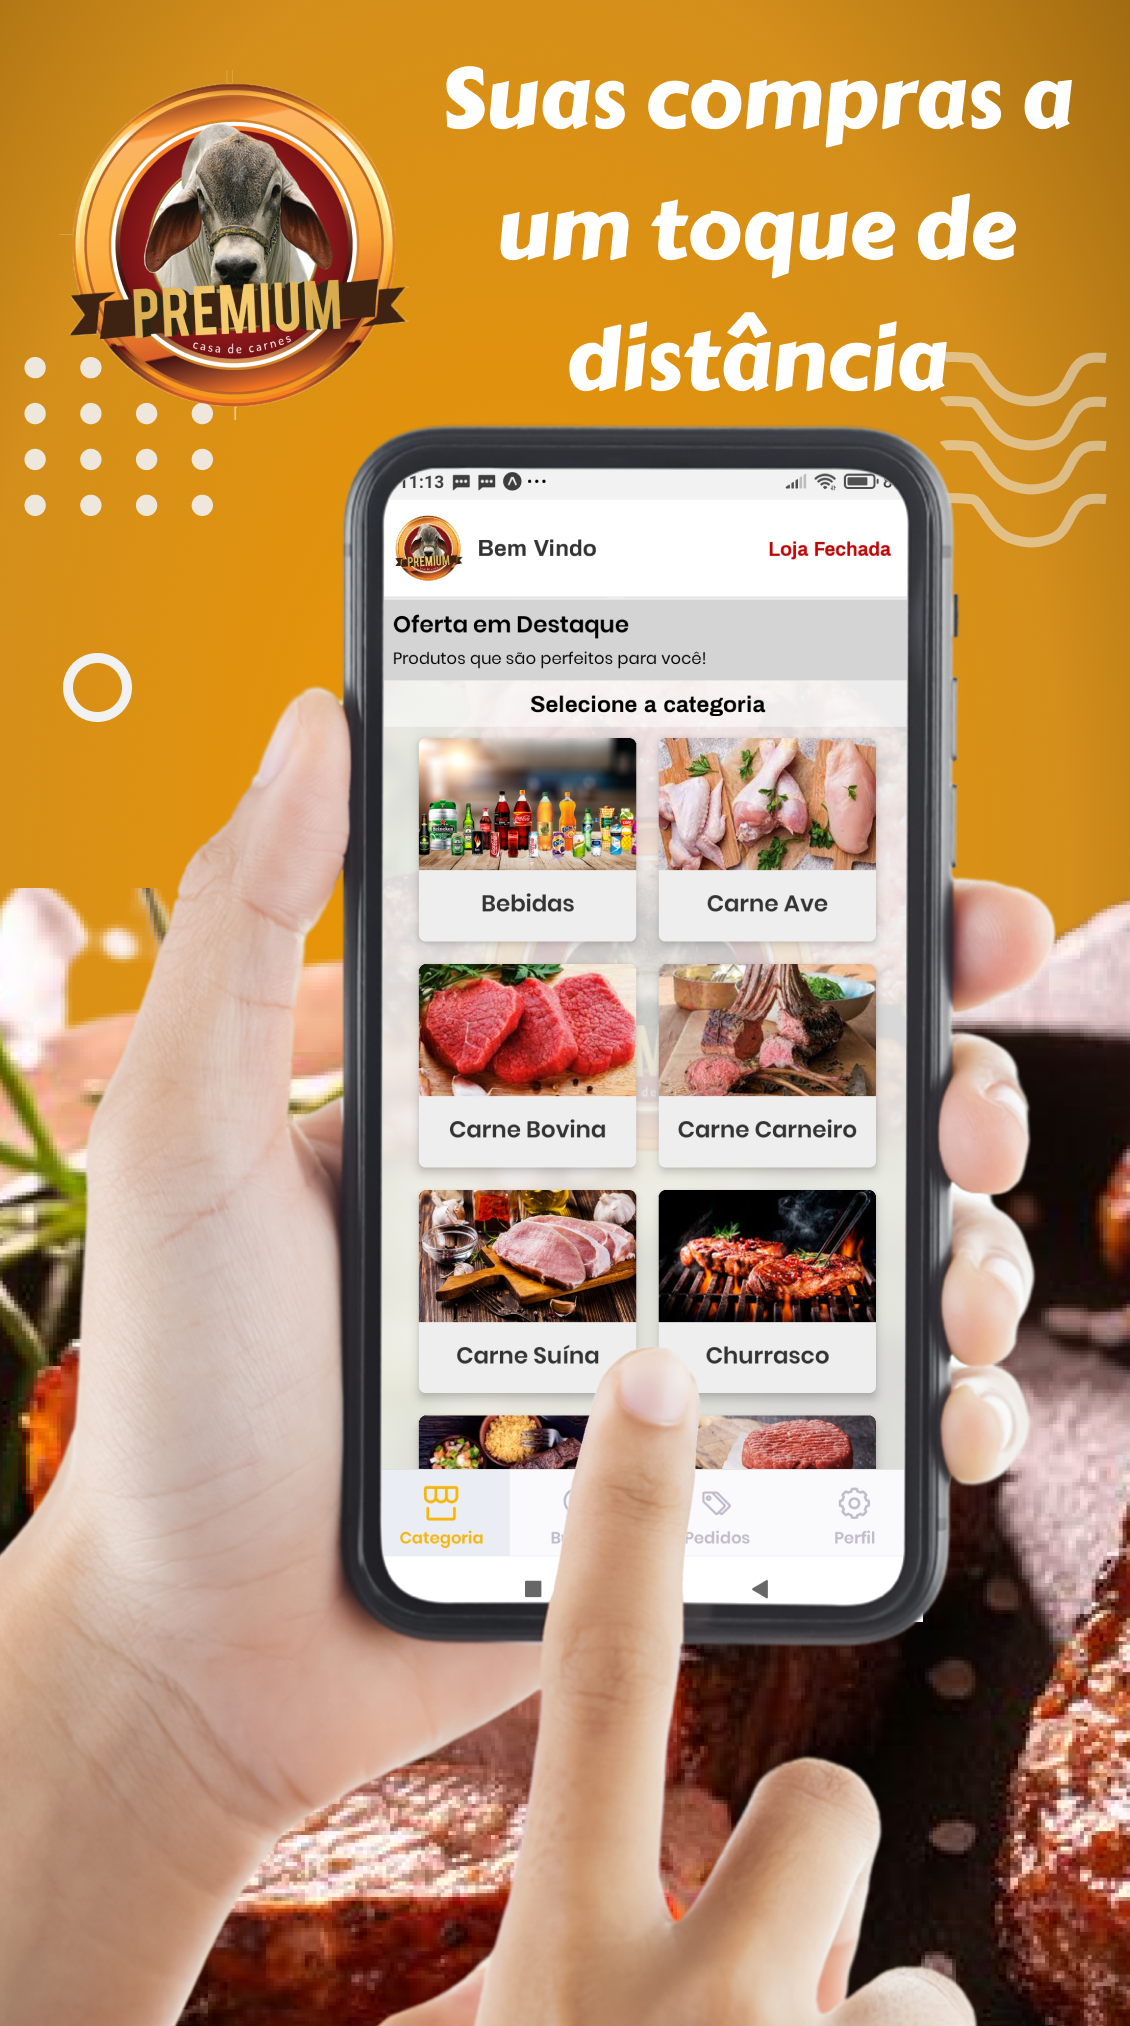 Suas compras a
um toque de
distância
PREMIUM
casa de carnes
11:13
PREMIUM
Bem Vindo
Loja Fechada
Oferta em Destaque
Produtos que são perfeitos para você!
Selecione a categoria
Bebidas
Carne Ave
Carne Bovina
Carne Carneiro
Carne Suína
Churrasco
Categoria
Pedidos
Perfil